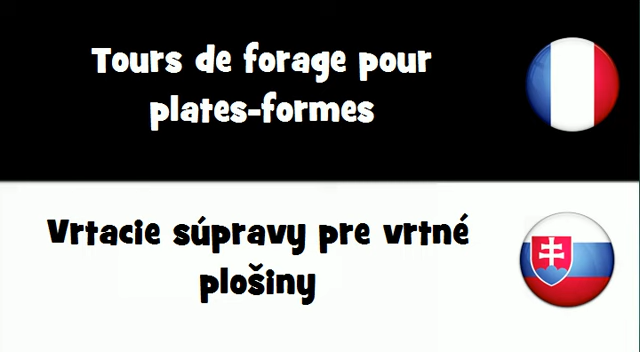 Tours de forage pour
plates-formes
Vrtacie súpravy pre vrtné
plošiny